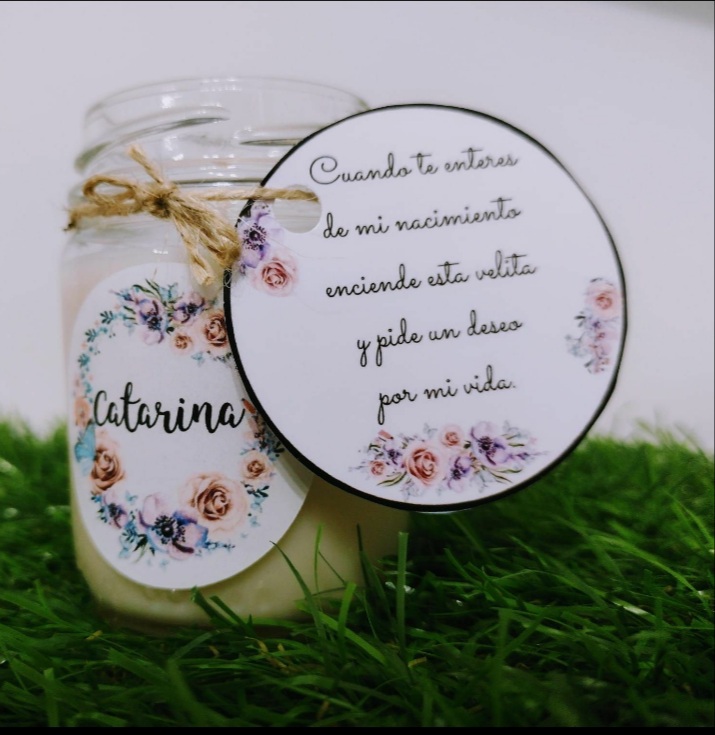 Cuando te enteres
de mi nacimiento
enciende esta velita
y pide un deseo
por mi vida.
Catarina